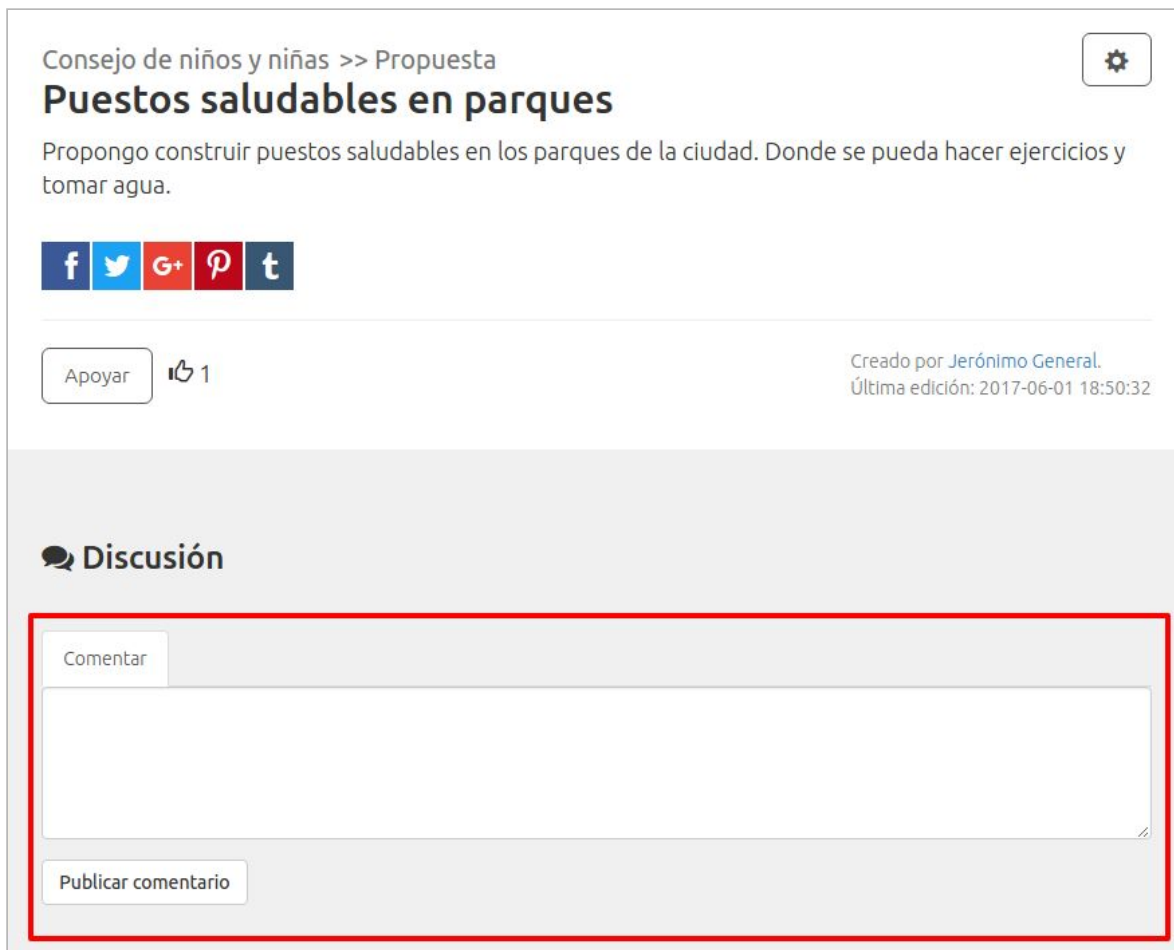 Consejo de niños y niñas >> Propuesta
Puestos saludables en parques
Propongo construir puestos saludables en los parques de la ciudad. Donde se pueda hacer ejercicios y
tomar agua.
f G+ t
Apoyar 1
Creado por Jerónimo General.
Última edición: 2017-06-01 18:50:32
Discusión
Comentar
Publicar comentario